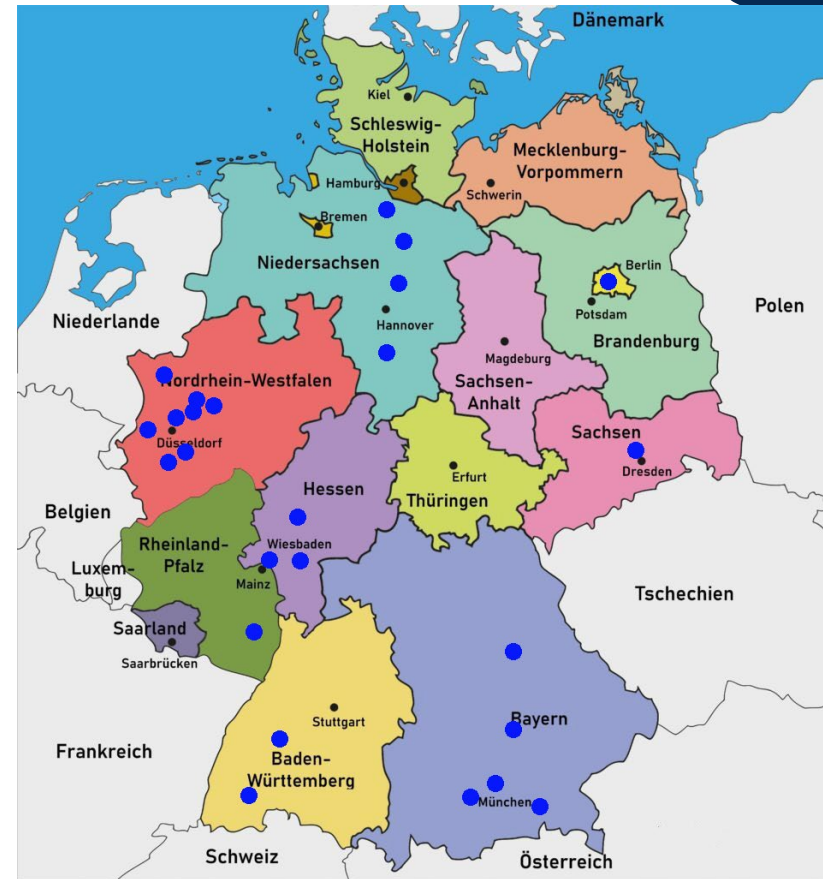 Dänemark
Kiel
Schleswig-
Holstein
Mecklenburg-
Vorpommern
Hamburg
Schwerin
Bremen
Niedersachsen
Berlin
Potsdam
Brandenburg
Polen
Niederlande
Hannover
Magdeburg
Sachsen-
Anhalt
Nordrhein-Westfalen
Düsseldorf
Sachsen
Dresden
Erfurt
Thüringen
Hessen
Belgien
Wiesbaden
Rheinland-
Pfalz
Mainz
Luxem-
burg
Tschechien
Saarland
Saarbrücken
Stuttgart
Bayern
Frankreich
Baden-
Württemberg
München
Schweiz
Österreich